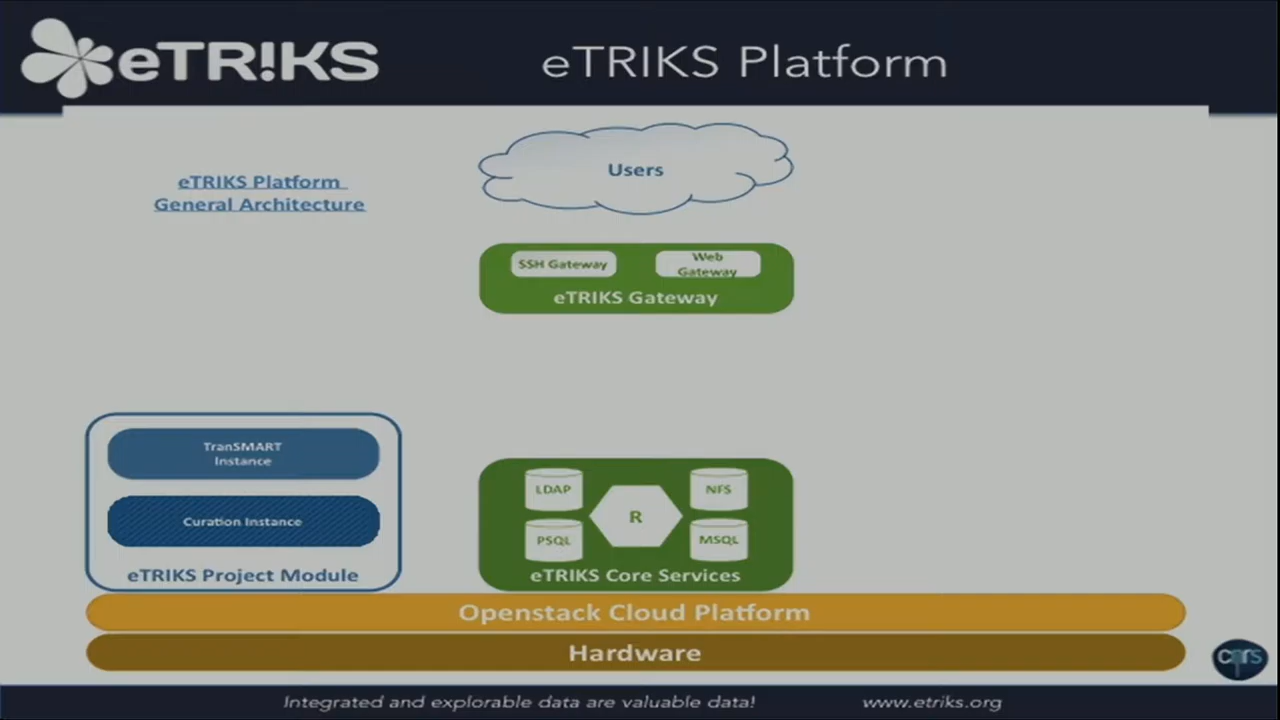 eTR!KS
eTRIKS Platform
eTRIKS Platform
General Architecture
Users
SSH Gateway
Web
Gateway
eTRIKS Gateway
TranSMART
Instance
Curation Instance
eTRIKS Project Module
LDAP
NFS
R
PSQL
MSQL
eTRIKS Core Services
Openstack Cloud Platform
Hardware
cnrs
Integrated and explorable data are valuable data!
www.etriks.org